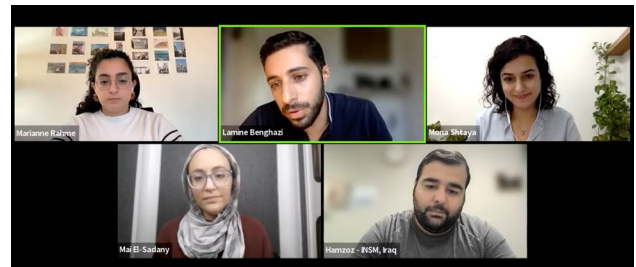 Marianne Rahme
Lamine Benghazi
Mona Shtaya
Mai El-Sadany
Hamzoz - INSM, Iraq